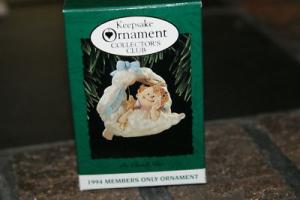 Keepsake
Ornament
COLLECTOR'S
CLUB
1994 MEMBERS ONLY ORNAMENT